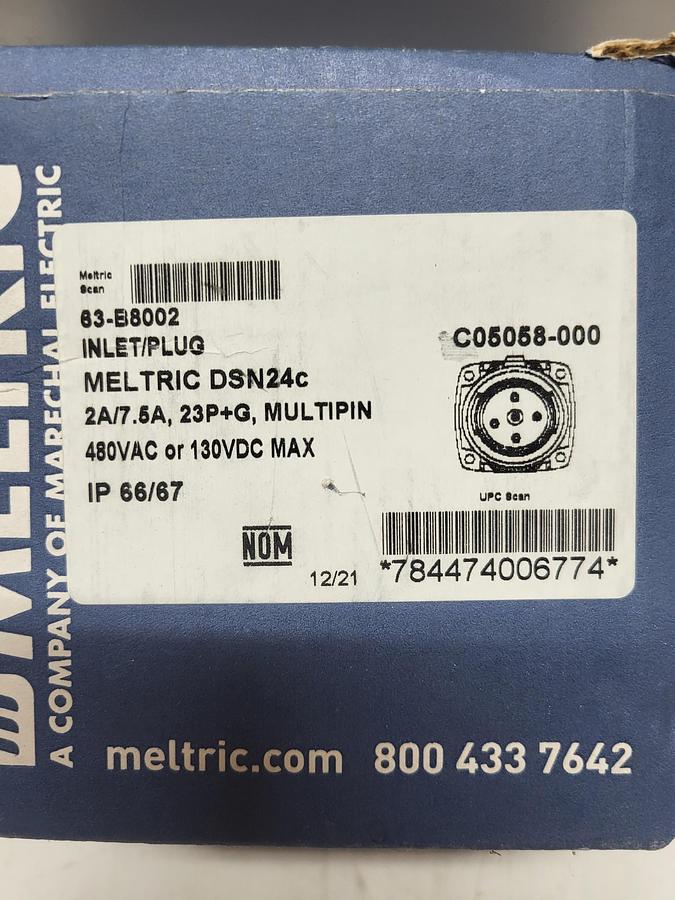 Meltric
Scan
63-B8002
INLET/PLUG
MELTRIC DSN24c
2A/7.5A, 23P+G, MULTIPIN
480VAC or 130VDC MAX
IP 66/67
NOM
12/21
C05058-000
UPC Scan
*784474006774*
meltric.com 800 433 7642
MELTRIC
A COMPANY OF MARECHAL ELECTRIC